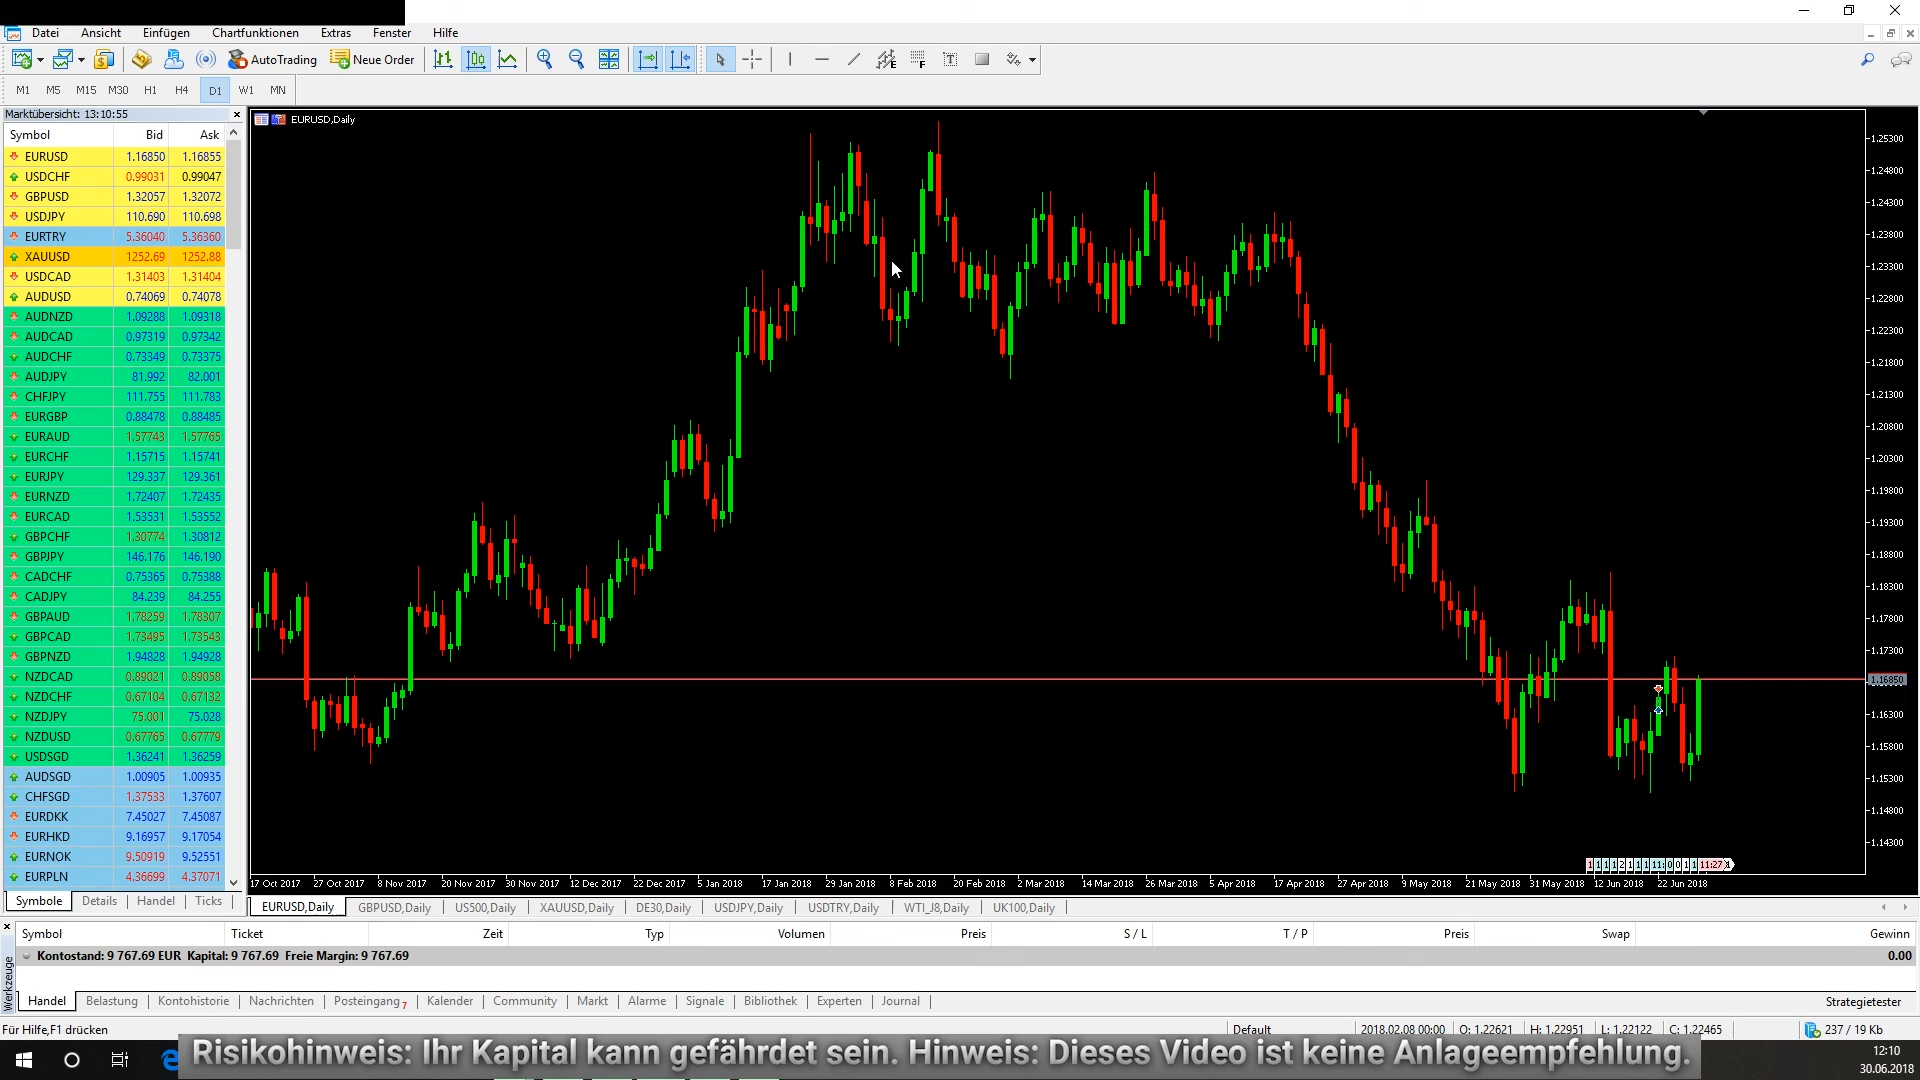 Datei Ansicht Einfügen Chartfunktionen Extras Fenster Hilfe
AutoTrading Neue Order
M1 M5 M15 M30 H1 H4 D1 W1 MN
Marktübersicht: 13:10:55
Symbol Bid Ask
EURUSD 1.16850 1.16855
USDCHF 0.99031 0.99047
GBPUSD 1.32057 1.32072
USDJPY 110.690 110.698
EURTRY 5.36040 5.36360
XAUUSD 1252.69 1252.88
USDCAD 1.31403 1.31404
AUDUSD 0.74069 0.74078
AUDNZD 1.09288 1.09318
AUDCAD 0.97319 0.97342
AUDCHF 0.73349 0.73375
AUDJPY 81.992 82.001
CHFJPY 111.755 111.783
EURGBP 0.88478 0.88485
EURAUD 1.57743 1.57765
EURCHF 1.15715 1.15741
EURJPY 129.337 129.361
EURNZD 1.72407 1.72435
EURCAD 1.53531 1.53552
GBPCHF 1.30774 1.30812
GBPJPY 146.176 146.190
CADCHF 0.75365 0.75388
CADJPY 84.239 84.255
GBPAUD 1.78259 1.78307
GBPCAD 1.73495 1.73543
GBPNZD 1.94828 1.94928
NZDCAD 0.89021 0.89058
NZDCHF 0.67104 0.67132
NZDJPY 75.001 75.028
NZDUSD 0.67765 0.67779
USDSGD 1.36241 1.36259
AUDSGD 1.00905 1.00935
CHFSGD 1.37533 1.37607
EURDKK 7.45027 7.45087
EURHKD 9.16957 9.17054
EURNOK 9.50919 9.52551
EURPLN 4.36699 4.37071
Symbole Details Handel Ticks
EURUSD,Daily
1.25300
1.24800
1.24300
1.23800
1.23300
1.22800
1.22300
1.21800
1.21300
1.20800
1.20300
1.19800
1.19300
1.18800
1.18300
1.17800
1.17300
1.16850
1.16300
1.15800
1.15300
1.14800
1.14300
11:27
17 Oct 2017 27 Oct 2017 8 Nov 2017 20 Nov 2017 30 Nov 2017 12 Dec 2017 22 Dec 2017 5 Jan 2018 17 Jan 2018 29 Jan 2018 8 Feb 2018 20 Feb 2018 2 Mar 2018 14 Mar 2018 26 Mar 2018 5 Apr 2018 17 Apr 2018 27 Apr 2018 9 May 2018 21 May 2018 31 May 2018 12 Jun 2018 22 Jun 2018
EURUSD,Daily GBPUSD,Daily US500,Daily XAUUSD,Daily DE30,Daily USDJPY,Daily USDTRY,Daily WTI_J8,Daily UK100,Daily
Symbol Ticket Zeit Typ Volumen Preis S / L T / P Preis Swap Gewinn
Kontostand: 9 767.69 EUR Kapital: 9 767.69 Freie Margin: 9 767.69 0.00
Werkzeuge
Handel Belastung Kontohistorie Nachrichten Posteingang 7 Kalender Community Markt Alarme Signale Bibliothek Experten Journal Strategietester
Für Hilfe,F1 drücken Default 2018.02.08 00:00 O: 1.22621 H: 1.22951 L: 1.22122 C: 1.22465 237 / 19 Kb
Risikohinweis: Ihr Kapital kann gefährdet sein. Hinweis: Dieses Video ist keine Anlageempfehlung.
12:10
30.06.2018